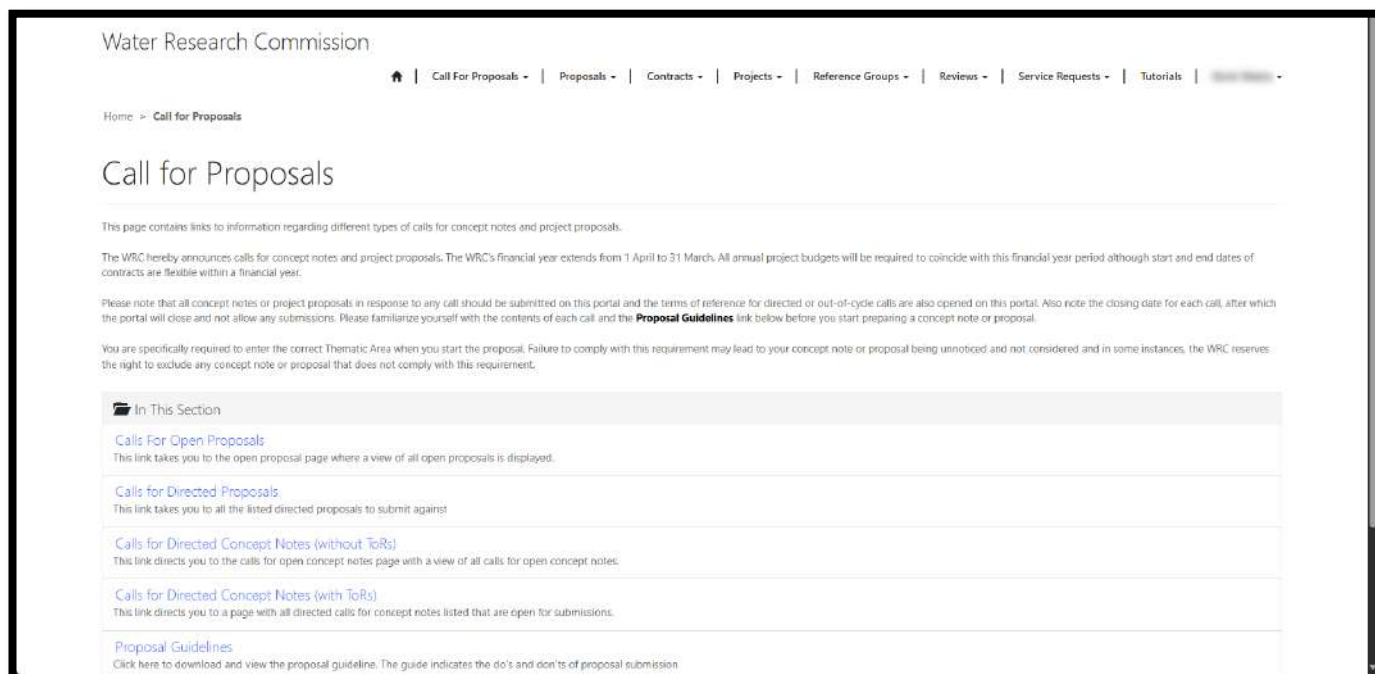 Water Research Commission
Call For Proposals | Proposals | Contracts | Projects | Reference Groups | Reviews | Service Requests | Tutorials |
Home > Call for Proposals
Call for Proposals
This page contains links to information regarding different types of calls for concept notes and project proposals.
The WRC hereby announces calls for concept notes and project proposals. The WRC's financial year extends from 1 April to 31 March. All annual project budgets will be required to coincide with this financial year period although start and end dates of
contracts are flexible within a financial year.
Please note that all concept notes or project proposals in response to any call should be submitted on this portal and the terms of reference for directed or out-of-cycle calls are also opened on this portal. Also note the closing date for each call, after which
the portal will close and not allow any submissions. Please familiarize yourself with the contents of each call and the Proposal Guidelines link below before you start preparing a concept note or proposal.
You are specifically required to enter the correct Thematic Area when you start the proposal. Failure to comply with this requirement may lead to your concept note or proposal being unnoticed and not considered and in some instances, the WRC reserves
the right to exclude any concept note or proposal that does not comply with this requirement.
In This Section
Calls For Open Proposals
This link takes you to the open proposal page where a view of all open proposals is displayed.
Calls for Directed Proposals
This link takes you to all the listed directed proposals to submit against
Calls for Directed Concept Notes (without ToRs)
This link directs you to the calls for open concept notes page with a view of all calls for open concept notes.
Calls for Directed Concept Notes (with ToRs)
This link directs you to a page with all directed calls for concept notes listed that are open for submissions.
Proposal Guidelines
Click here to download and view the proposal guideline. The guide indicates the do's and don'ts of proposal submission